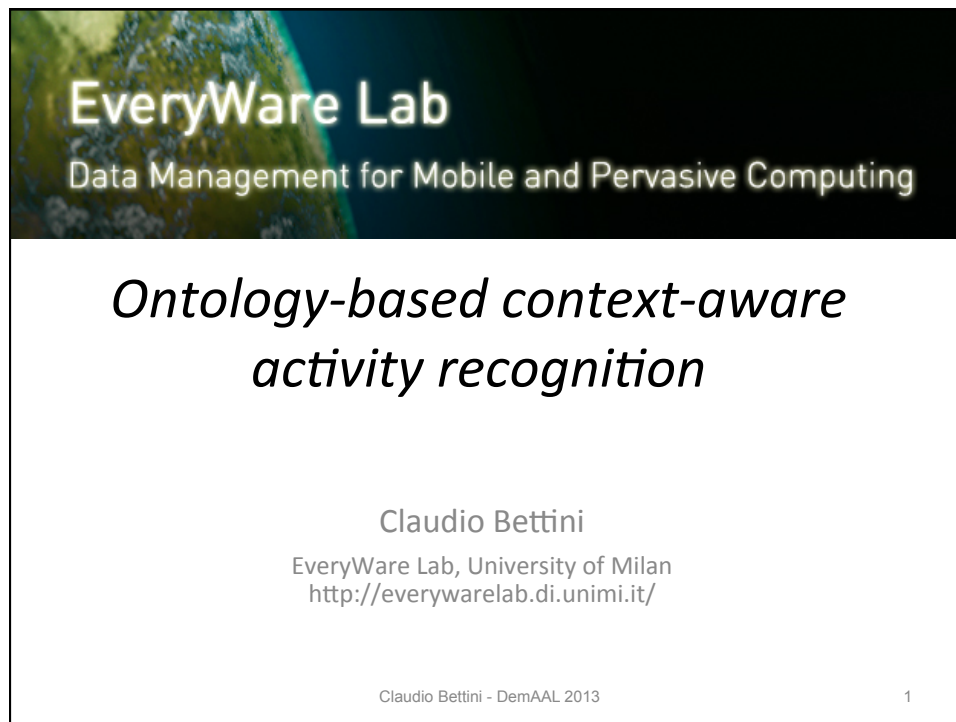 EveryWare Lab
Data Management for Mobile and Pervasive Computing
Ontology-based context-aware
activity recognition
Claudio Bettini
EveryWare Lab, University of Milan
http://everywarelab.di.unimi.it/
Claudio Bettini - DemAAL 2013
1